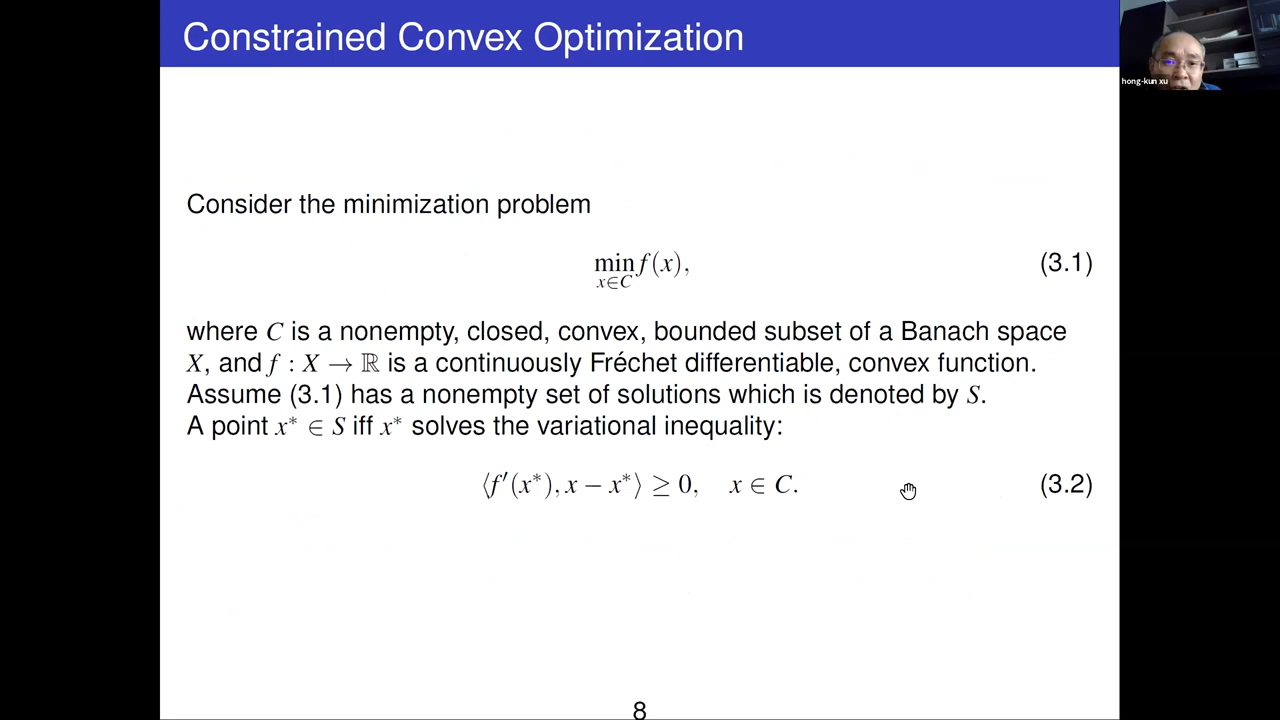 Constrained Convex Optimization
hong-kun xu
Consider the minimization problem
min f(x), (3.1)
x∈C
where C is a nonempty, closed, convex, bounded subset of a Banach space
X, and f : X → ℝ is a continuously Fréchet differentiable, convex function.
Assume (3.1) has a nonempty set of solutions which is denoted by S.
A point x* ∈ S iff x* solves the variational inequality:
⟨f′(x*), x − x*⟩ ≥ 0, x ∈ C. (3.2)
8